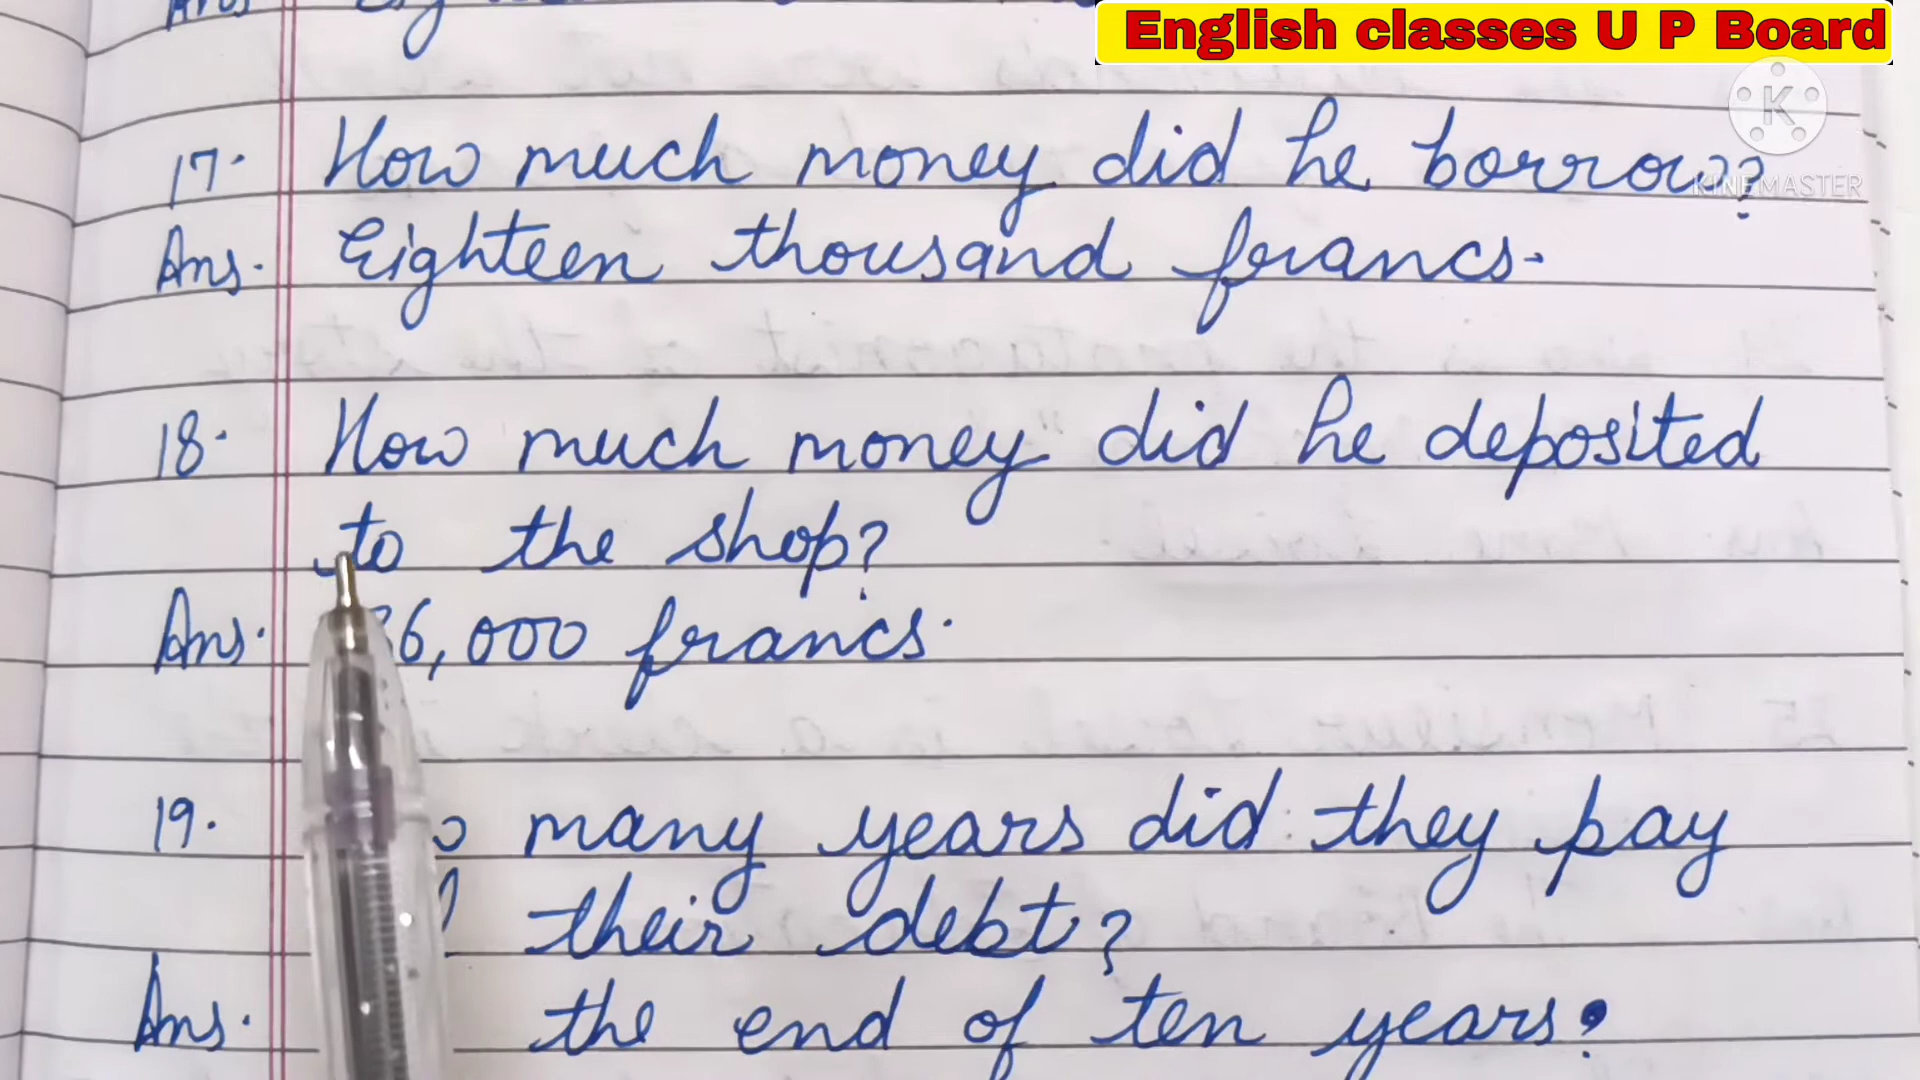 English classes U P Board
K
17. How much money did he borrow?
KINEMASTER
Ans. Eighteen thousand francs.
18. How much money did he deposited
to the shop?
Ans. 36,000 francs.
19. many years did they pay
their debt?
Ans. the end of ten years.